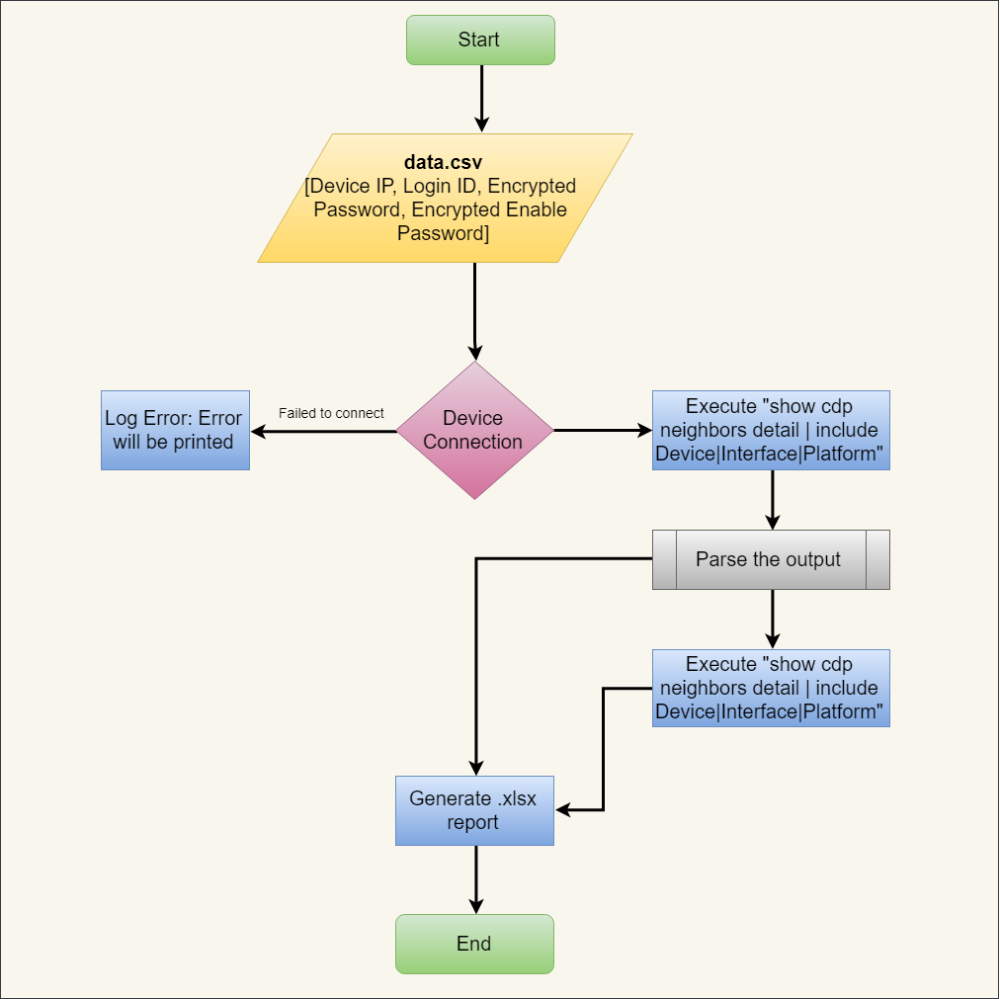 Start
data.csv
[Device IP, Login ID, Encrypted
Password, Encrypted Enable
Password]
Device
Connection
Failed to connect
Log Error: Error
will be printed
Execute "show cdp
neighbors detail | include
Device|Interface|Platform"
Parse the output
Execute "show cdp
neighbors detail | include
Device|Interface|Platform"
Generate .xlsx
report
End